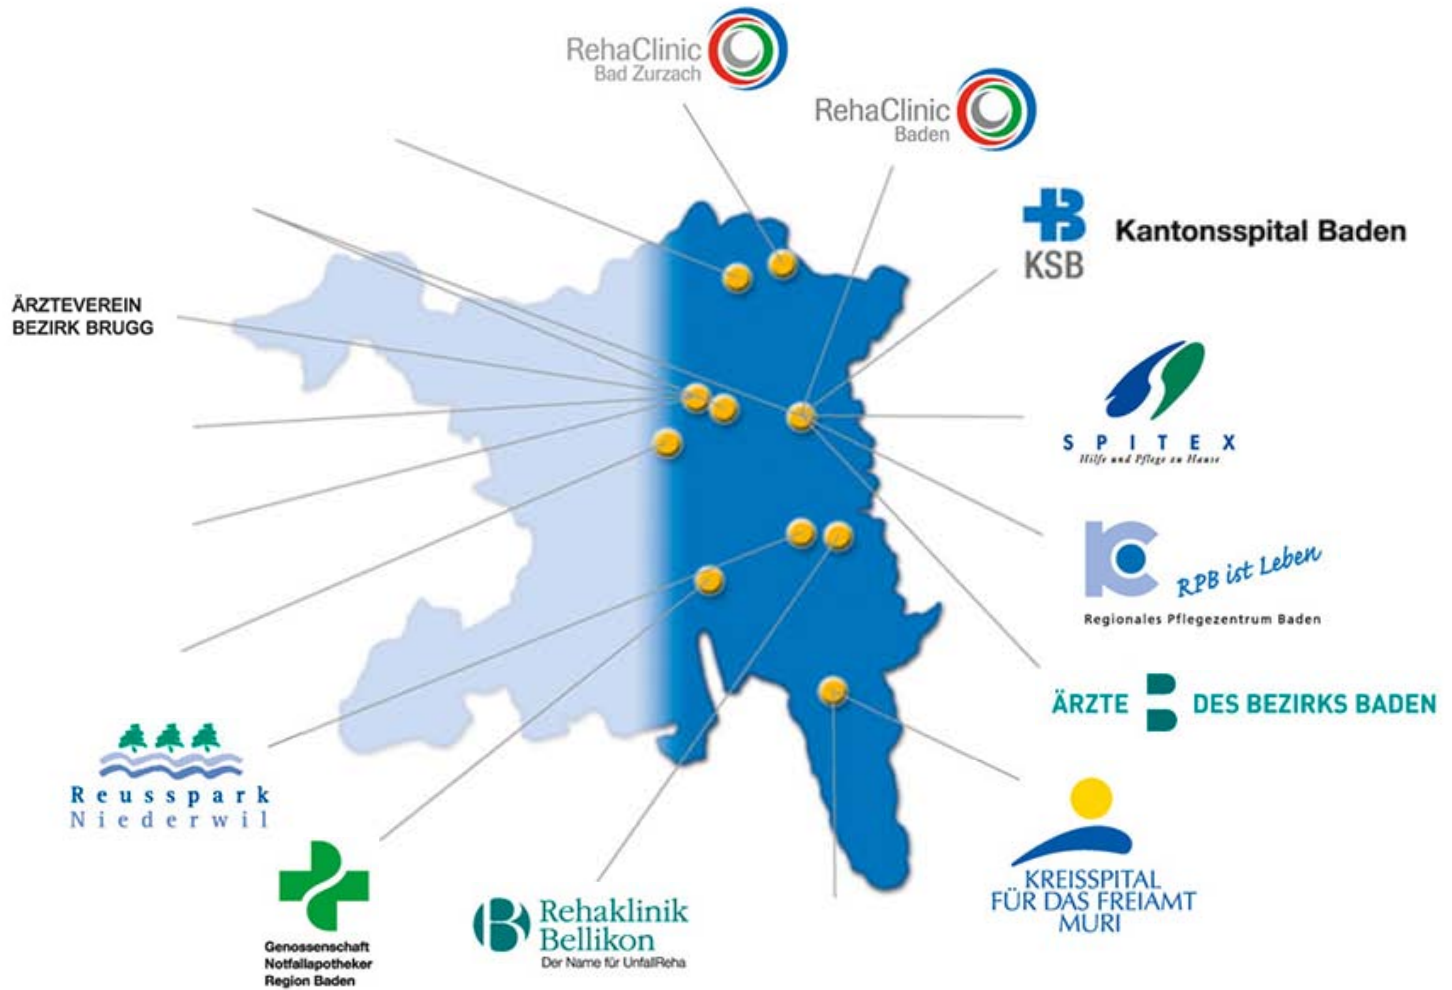 RehaClinic
Bad Zurzach
RehaClinic
Baden
KSB
Kantonsspital Baden
ÄRZTEVEREIN
BEZIRK BRUGG
SPITEX
Hilfe und Pflege zu Hause
RPB ist Leben
Regionales Pflegezentrum Baden
ÄRZTE B DES BEZIRKS BADEN
Reusspark
Niederwil
KREISSPITAL
FÜR DAS FREIAMT
MURI
Genossenschaft
Notfallapotheker
Region Baden
Rehaklinik
Bellikon
Der Name für UnfallReha